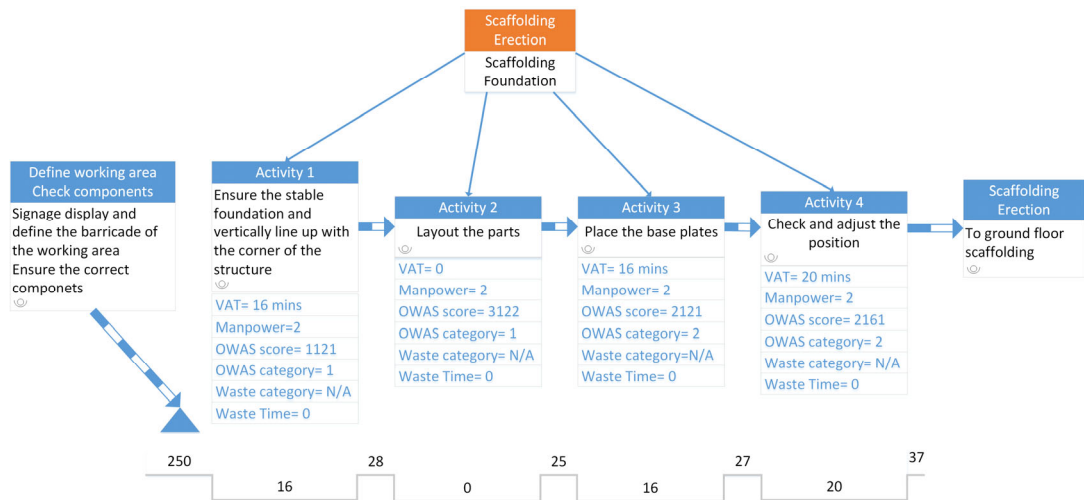 Scaffolding
Erection
Scaffolding
Foundation
Define working area
Check components
Signage display and
define the barricade of
the working area
Ensure the correct
componets
Activity 1
Ensure the stable
foundation and
vertically line up with
the corner of the
structure
VAT= 16 mins
Manpower=2
OWAS score= 1121
OWAS category= 1
Waste category= N/A
Waste Time= 0
Activity 2
Layout the parts
VAT= 0
Manpower= 2
OWAS score= 3122
OWAS category= 1
Waste category= N/A
Waste Time= 0
Activity 3
Place the base plates
VAT= 16 mins
Manpower= 2
OWAS score= 2121
OWAS category= 2
Waste category=N/A
Waste Time= 0
Activity 4
Check and adjust the
position
VAT= 20 mins
Manpower= 2
OWAS score= 2161
OWAS category= 2
Waste category= N/A
Waste Time= 0
Scaffolding
Erection
To ground floor
scaffolding
250
28
25
27
37
16
0
16
20